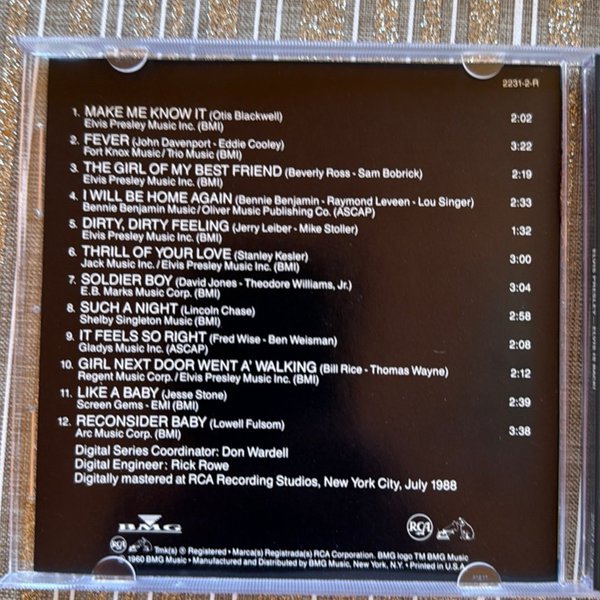 2231-2-R
1. MAKE ME KNOW IT (Otis Blackwell) 2:02
Elvis Presley Music Inc. (BMI)
2. FEVER (John Davenport - Eddie Cooley) 3:22
Fort Knox Music/Trio Music (BMI)
3. THE GIRL OF MY BEST FRIEND (Beverly Ross - Sam Bobrick) 2:19
Elvis Presley Music Inc. (BMI)
4. I WILL BE HOME AGAIN (Bennie Benjamin - Raymond Leveen - Lou Singer) 2:33
Bennie Benjamin Music/Oliver Music Publishing Co. (ASCAP)
5. DIRTY, DIRTY FEELING (Jerry Leiber - Mike Stoller) 1:32
Elvis Presley Music Inc. (BMI)
6. THRILL OF YOUR LOVE (Stanley Kesler) 3:00
Jack Music Inc./Elvis Presley Music Inc. (BMI)
7. SOLDIER BOY (David Jones - Theodore Williams, Jr.) 3:04
E.B. Marks Music Corp. (BMI)
8. SUCH A NIGHT (Lincoln Chase) 2:58
Shelby Singleton Music (BMI)
9. IT FEELS SO RIGHT (Fred Wise - Ben Weisman) 2:08
Gladys Music Inc. (ASCAP)
10. GIRL NEXT DOOR WENT A' WALKING (Bill Rice - Thomas Wayne) 2:12
Regent Music Corp./Elvis Presley Music Inc. (BMI)
11. LIKE A BABY (Jesse Stone) 2:39
Screen Gems - EMI (BMI)
12. RECONSIDER BABY (Lowell Fulsom) 3:38
Arc Music Corp. (BMI)
Digital Series Coordinator: Don Wardell
Digital Engineer: Rick Rowe
Digitally mastered at RCA Recording Studios, New York City, July 1988
BMG
RCA
RCA Tmk(s) ® Registered • Marca(s) Registrada(s) RCA Corporation. BMG logo TM BMG Music
© 1960 BMG Music • Manufactured and Distributed by BMG Music, New York, N.Y. • Printed in U.S.A.
ELVIS PRESLEY ELVIS IS BACK!